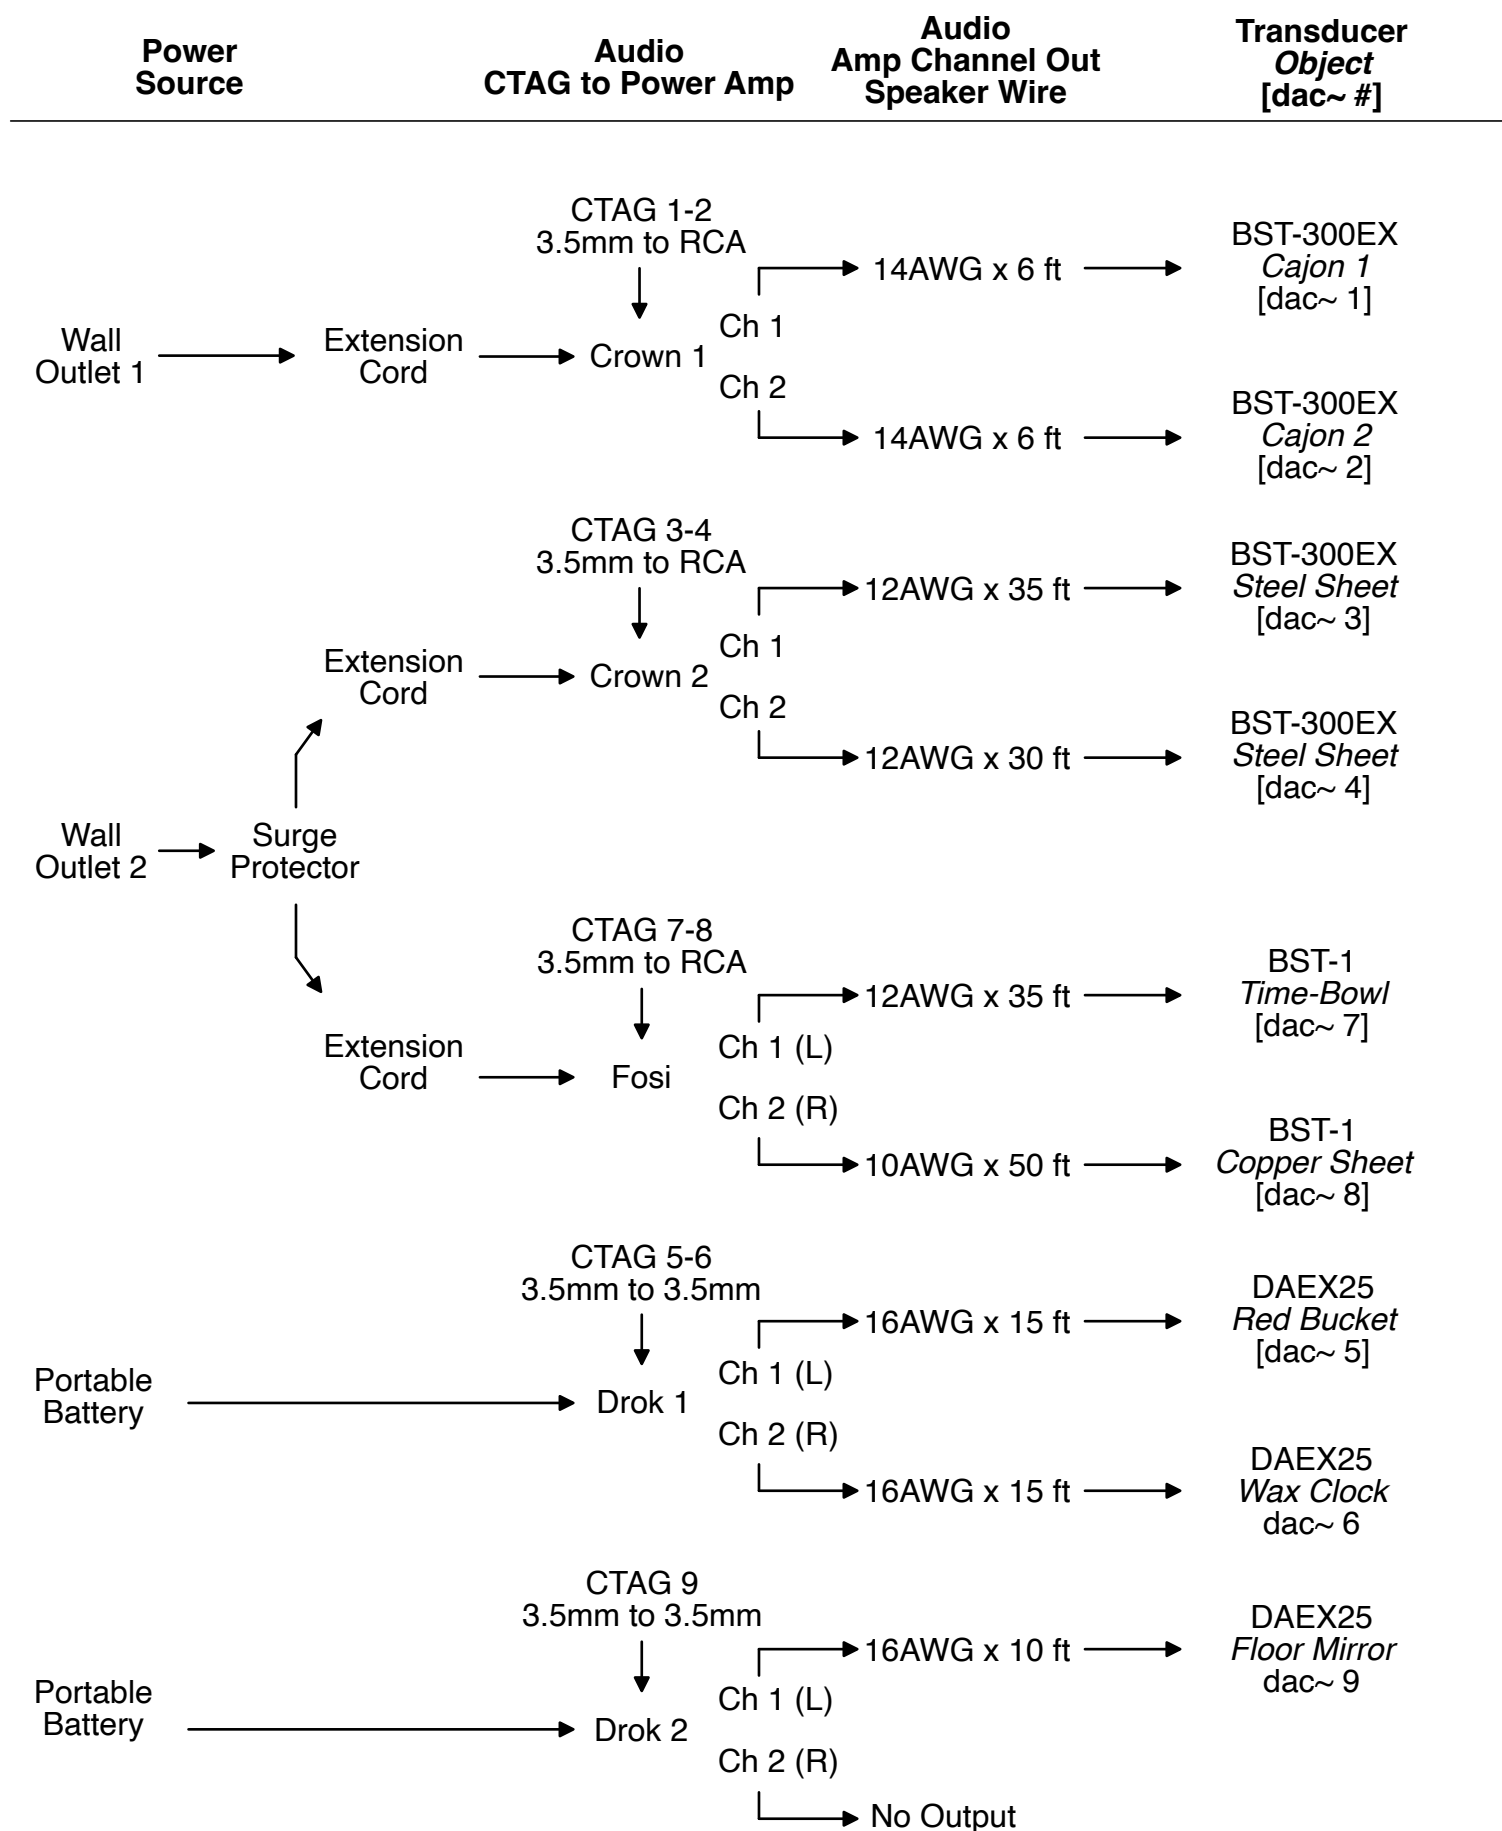 Power
Source
Audio
CTAG to Power Amp
Audio
Amp Channel Out
Speaker Wire
Transducer
Object
[dac~ #]
Wall
Outlet 1
Extension
Cord
CTAG 1-2
3.5mm to RCA
Crown 1
Ch 1
Ch 2
14AWG x 6 ft
BST-300EX
Cajon 1
[dac~ 1]
14AWG x 6 ft
BST-300EX
Cajon 2
[dac~ 2]
Wall
Outlet 2
Surge
Protector
Extension
Cord
CTAG 3-4
3.5mm to RCA
Crown 2
Ch 1
Ch 2
12AWG x 35 ft
BST-300EX
Steel Sheet
[dac~ 3]
12AWG x 30 ft
BST-300EX
Steel Sheet
[dac~ 4]
Extension
Cord
CTAG 7-8
3.5mm to RCA
Fosi
Ch 1 (L)
Ch 2 (R)
12AWG x 35 ft
BST-1
Time-Bowl
[dac~ 7]
10AWG x 50 ft
BST-1
Copper Sheet
[dac~ 8]
Portable
Battery
CTAG 5-6
3.5mm to 3.5mm
Drok 1
Ch 1 (L)
Ch 2 (R)
16AWG x 15 ft
DAEX25
Red Bucket
[dac~ 5]
16AWG x 15 ft
DAEX25
Wax Clock
dac~ 6
Portable
Battery
CTAG 9
3.5mm to 3.5mm
Drok 2
Ch 1 (L)
Ch 2 (R)
16AWG x 10 ft
DAEX25
Floor Mirror
dac~ 9
No Output